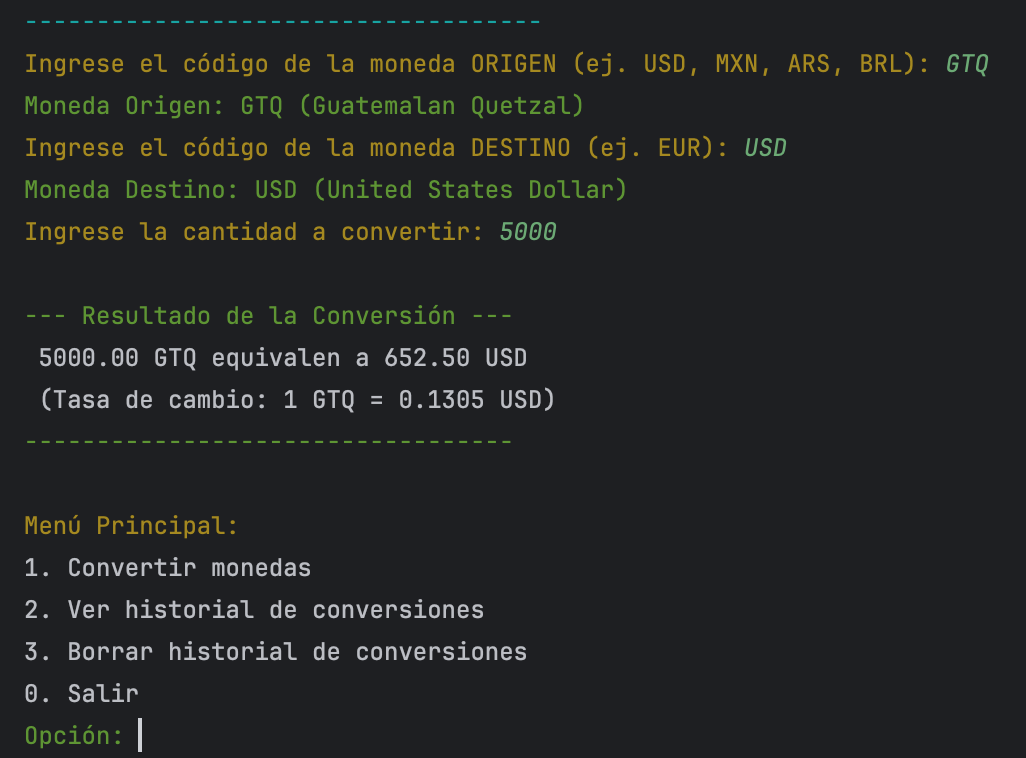 ------------------------------------
Ingrese el código de la moneda ORIGEN (ej. USD, MXN, ARS, BRL): GTQ
Moneda Origen: GTQ (Guatemalan Quetzal)
Ingrese el código de la moneda DESTINO (ej. EUR): USD
Moneda Destino: USD (United States Dollar)
Ingrese la cantidad a convertir: 5000
--- Resultado de la Conversión ---
5000.00 GTQ equivalen a 652.50 USD
(Tasa de cambio: 1 GTQ = 0.1305 USD)
----------------------------------
Menú Principal:
1. Convertir monedas
2. Ver historial de conversiones
3. Borrar historial de conversiones
0. Salir
Opción: